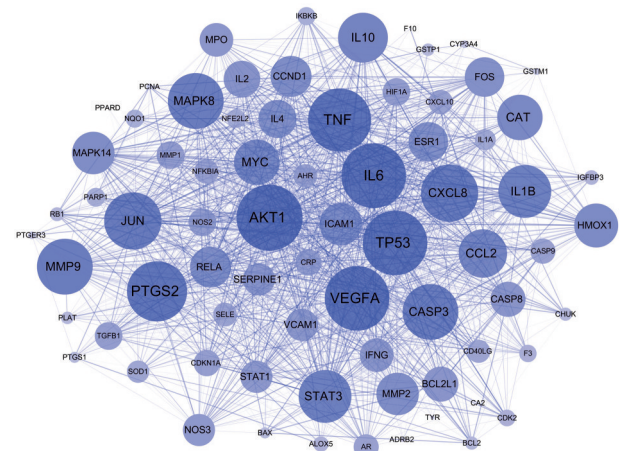 IKBKB
F10
MPO
IL10
GSTP1
CYP3A4
IL2
CCND1
FOS
GSTM1
PCNA
MAPK8
HIF1A
CXCL10
PPARD
NQO1
NFE2L2
IL4
TNF
CAT
MAPK14
MMP1
MYC
ESR1
IL1A
NFKBIA
AHR
IL6
IGFBP3
PARP1
CXCL8
IL1B
RB1
JUN
NOS2
AKT1
ICAM1
HMOX1
PTGER3
TP53
MMP9
RELA
CRP
CCL2
CASP9
SERPINE1
PTGS2
VEGFA
CASP8
PLAT
SELE
VCAM1
CASP3
CHUK
TGFB1
PTGS1
SOD1
CDKN1A
IFNG
CD40LG
F3
STAT1
BCL2L1
STAT3
MMP2
CA2
CDK2
TYR
NOS3
BAX
ALOX5
AR
ADRB2
BCL2